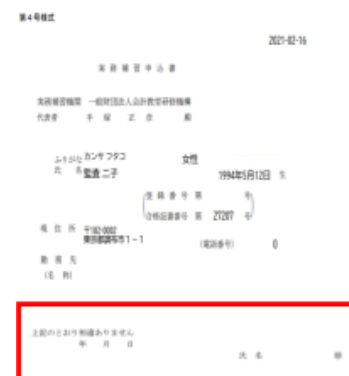 第4号様式
2021-02-16
実 務 補 習 申 込 書
実務補習機関 一般財団法人会計教育研修機構
代表者 手 塚 正 彦 殿
ふりがな カンサ フタコ 女性
氏 名 監査 二子 1994年5月12日 生
登 録 番 号 第 号
合格証書番号 第 27207 号
現 住 所 〒182-0002
東京都調布市1-1 (電話番号) 0
勤 務 先
(名 称)
上記のとおり相違ありません
年 月 日
氏 名 ㊞